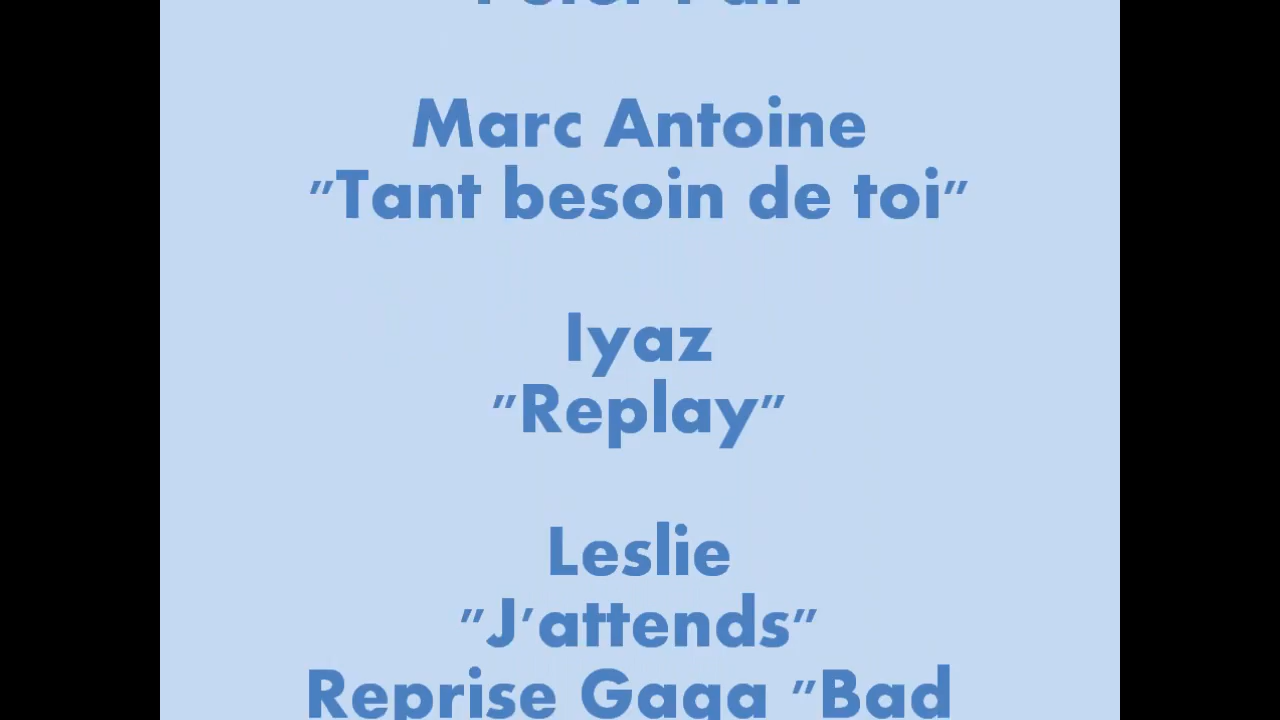 Marc Antoine
"Tant besoin de toi"
Iyaz
"Replay"
Leslie
"J'attends"
Reprise Gaga "Bad